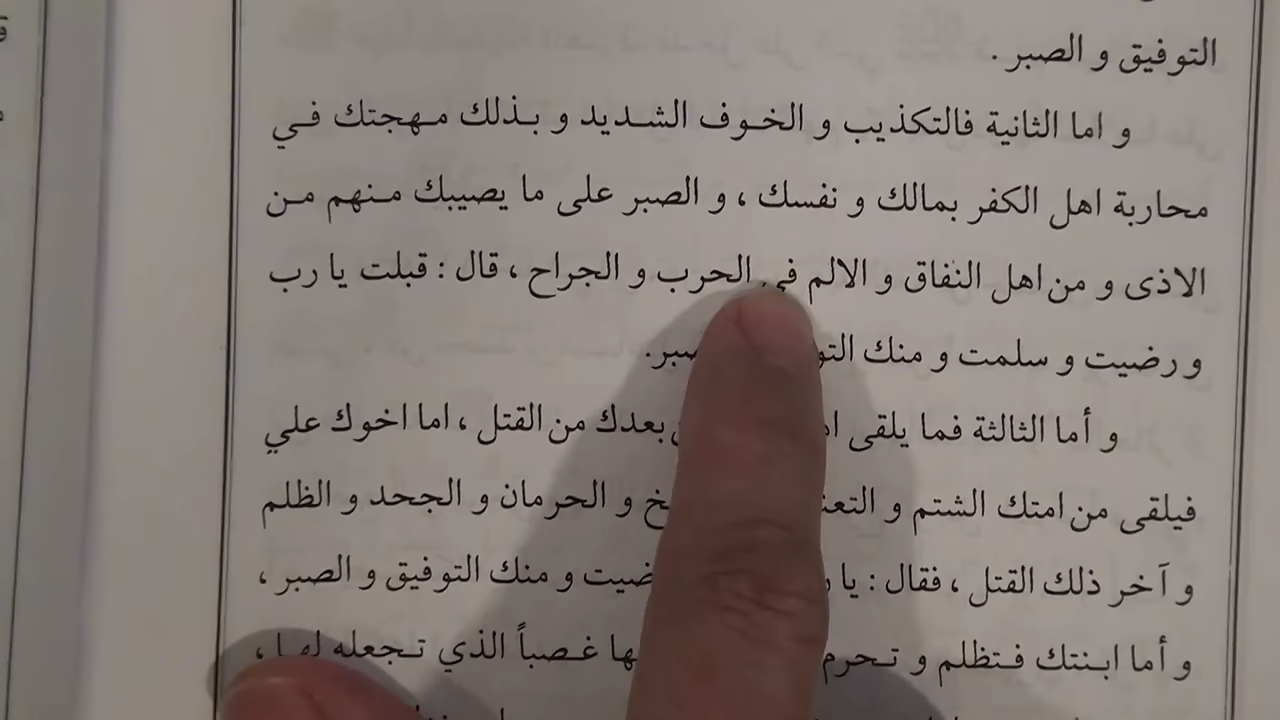 التوفيق و الصبر .
و اما الثانية فالتكذيب و الخوف الشديد و بذلك مهجتك في
محاربة اهل الكفر بمالك و نفسك ، و الصبر على ما يصيبك منهم من
الاذى و من اهل النفاق و الالم في الحرب و الجراح ، قال : قبلت يا رب
و رضيت و سلمت و منك
و أما الثالثة فما يلقى بعدك من القتل ، اما اخوك علي
فيلقى من امتك الشتم و و الحرمان و الجحد و الظلم
و آخر ذلك القتل ، فقال : يا و منك التوفيق و الصبر ،
و أما ابنتك فتظلم و تحرم غصباً الذي تجعله لها ،